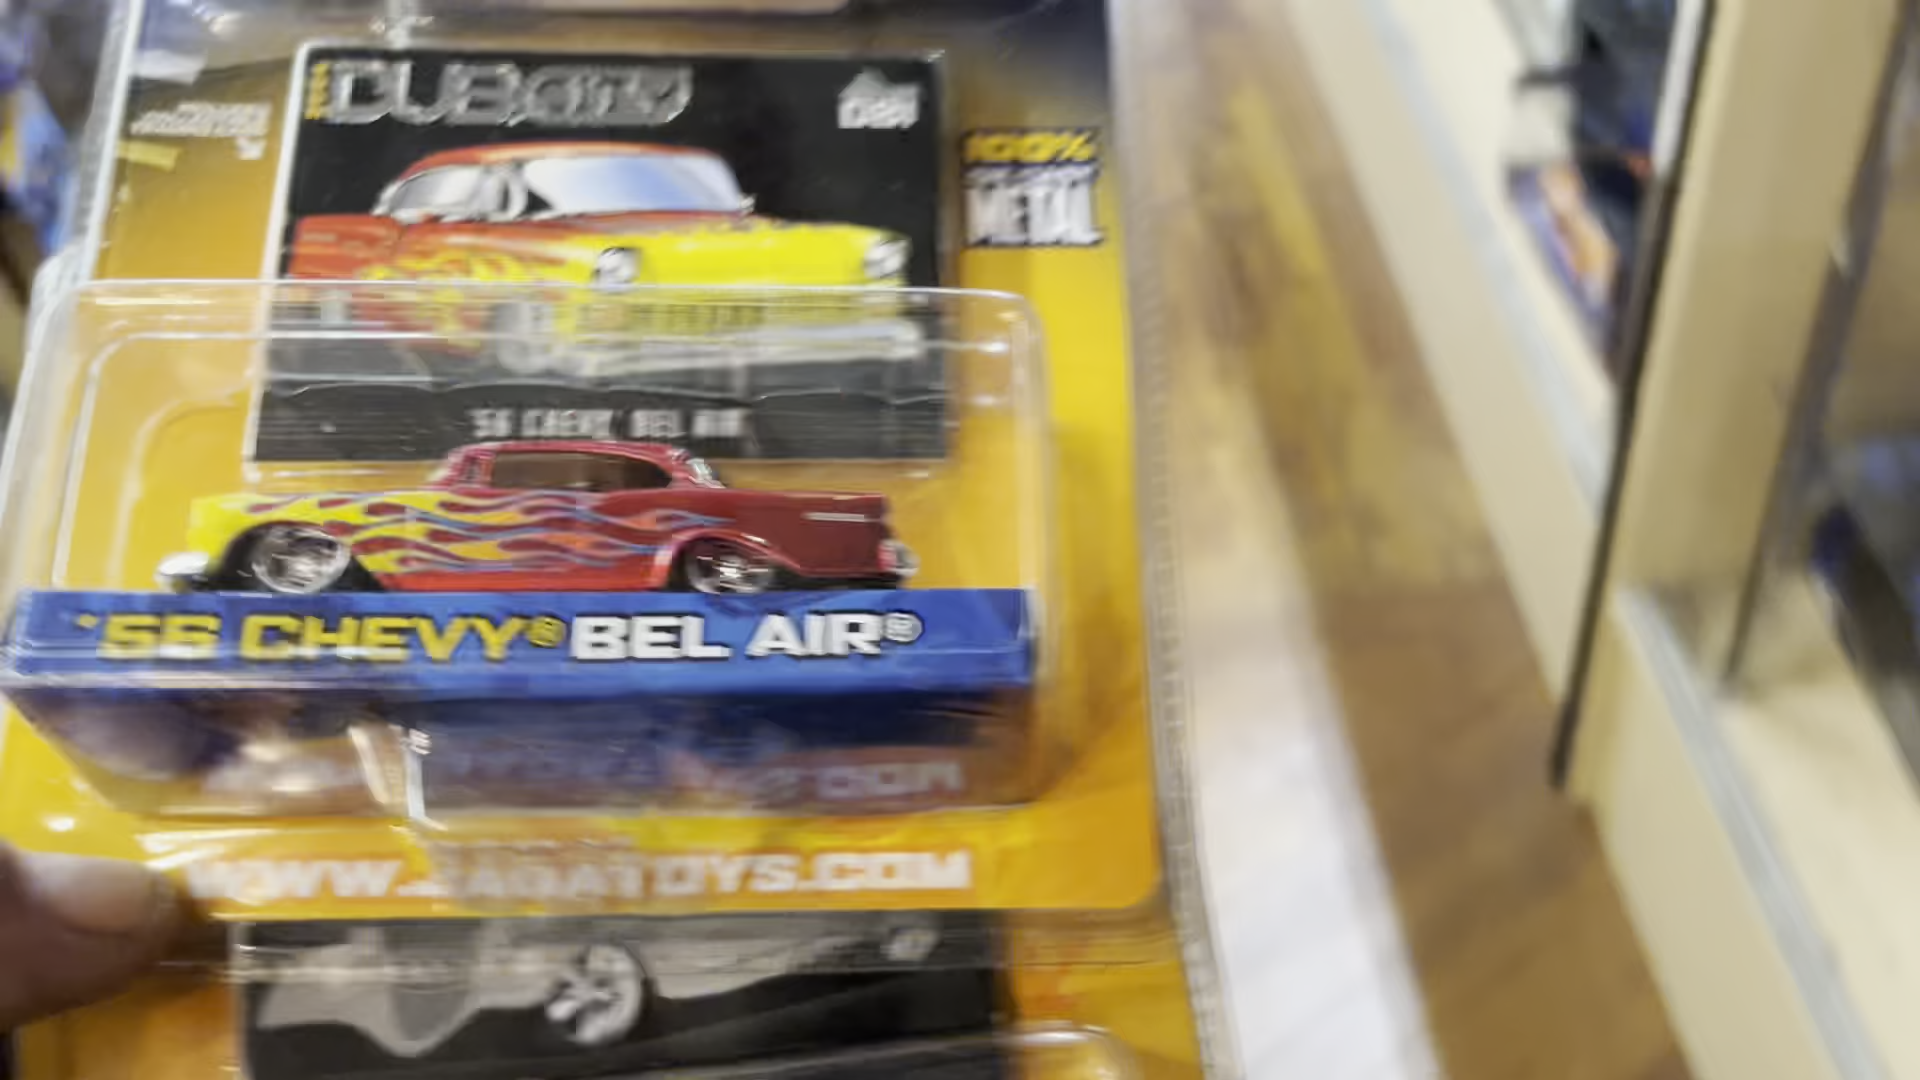 DUB CITY
100%
METAL
'56 CHEVY BEL AIR
'56 CHEVY® BEL AIR®
WWW.JADATOYS.COM